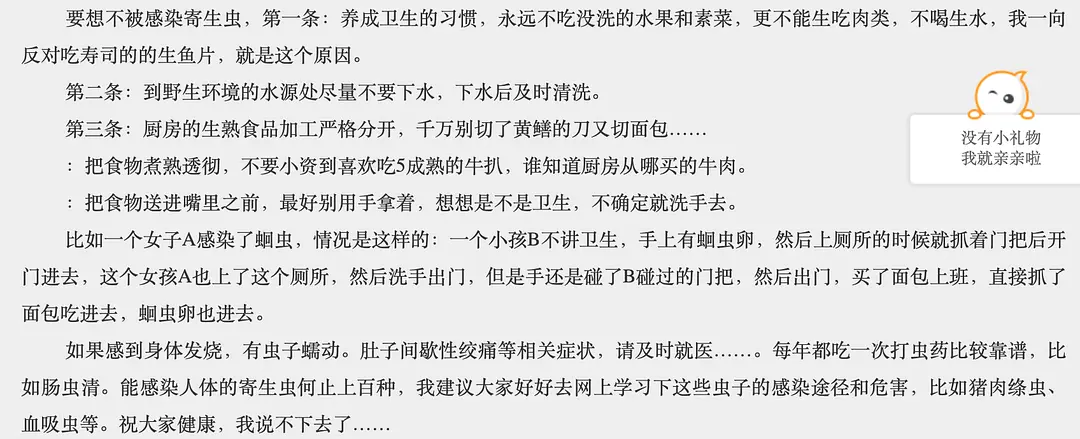 要想不被感染寄生虫，第一条：养成卫生的习惯，永远不吃没洗的水果和素菜，更不能生吃肉类，不喝生水，我一向
反对吃寿司的的生鱼片，就是这个原因。
第二条：到野生环境的水源处尽量不要下水，下水后及时清洗。
第三条：厨房的生熟食品加工严格分开，千万别切了黄鳝的刀又切面包……
：把食物煮熟透彻，不要小资到喜欢吃5成熟的牛扒，谁知道厨房从哪买的牛肉。
：把食物送进嘴里之前，最好别用手拿着，想想是不是卫生，不确定就洗手去。
比如一个女子A感染了蛔虫，情况是这样的：一个小孩B不讲卫生，手上有蛔虫卵，然后上厕所的时候就抓着门把后开
门进去，这个女孩A也上了这个厕所，然后洗手出门，但是手还是碰了B碰过的门把，然后出门，买了面包上班，直接抓了
面包吃进去，蛔虫卵也进去。
如果感到身体发烧，有虫子蠕动。肚子间歇性绞痛等相关症状，请及时就医……。每年都吃一次打虫药比较靠谱，比
如肠虫清。能感染人体的寄生虫何止上百种，我建议大家好好去网上学习下这些虫子的感染途径和危害，比如猪肉绦虫、
血吸虫等。祝大家健康，我说不下去了……
没有小礼物
我就亲亲啦